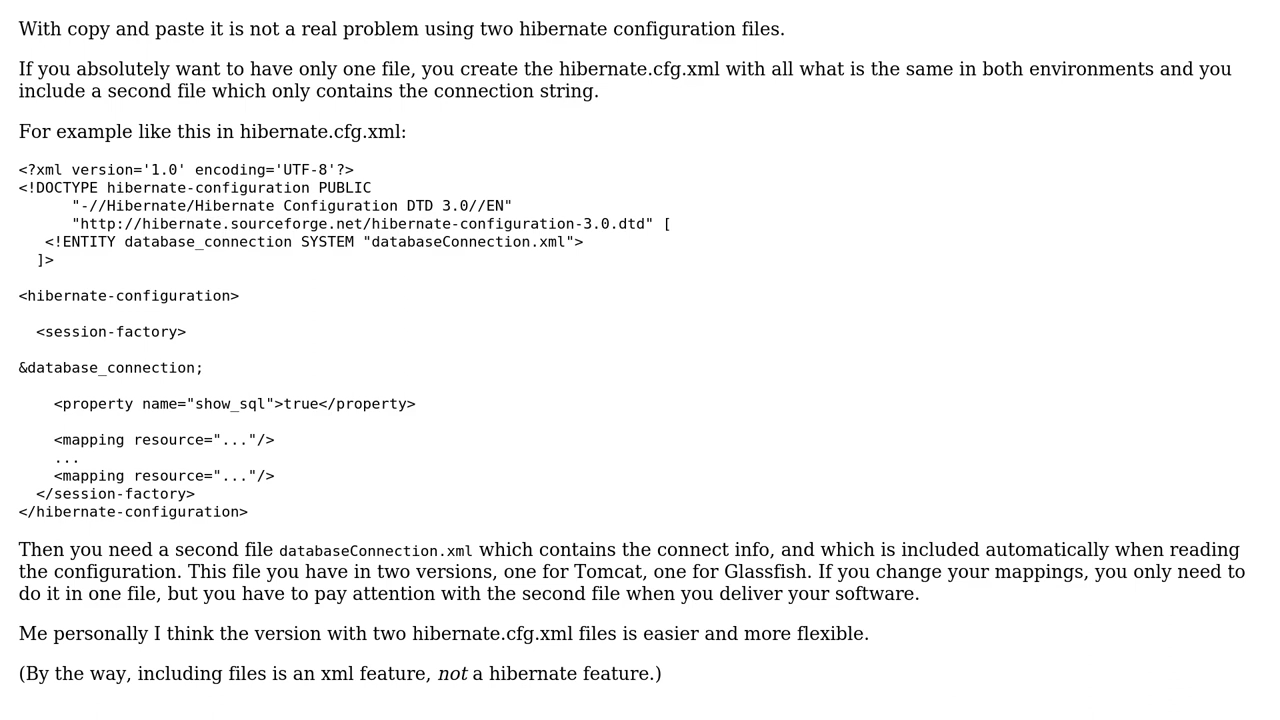 With copy and paste it is not a real problem using two hibernate configuration files.
If you absolutely want to have only one file, you create the hibernate.cfg.xml with all what is the same in both environments and you
include a second file which only contains the connection string.
For example like this in hibernate.cfg.xml:
<?xml version='1.0' encoding='UTF-8'?>
<!DOCTYPE hibernate-configuration PUBLIC
      "-//Hibernate/Hibernate Configuration DTD 3.0//EN"
      "http://hibernate.sourceforge.net/hibernate-configuration-3.0.dtd" [
   <!ENTITY database_connection SYSTEM "databaseConnection.xml">
  ]>
<hibernate-configuration>
  <session-factory>
&database_connection;
    <property name="show_sql">true</property>
    <mapping resource="..."/>
    ...
    <mapping resource="..."/>
  </session-factory>
</hibernate-configuration>
Then you need a second file databaseConnection.xml which contains the connect info, and which is included automatically when reading
the configuration. This file you have in two versions, one for Tomcat, one for Glassfish. If you change your mappings, you only need to
do it in one file, but you have to pay attention with the second file when you deliver your software.
Me personally I think the version with two hibernate.cfg.xml files is easier and more flexible.
(By the way, including files is an xml feature, not a hibernate feature.)